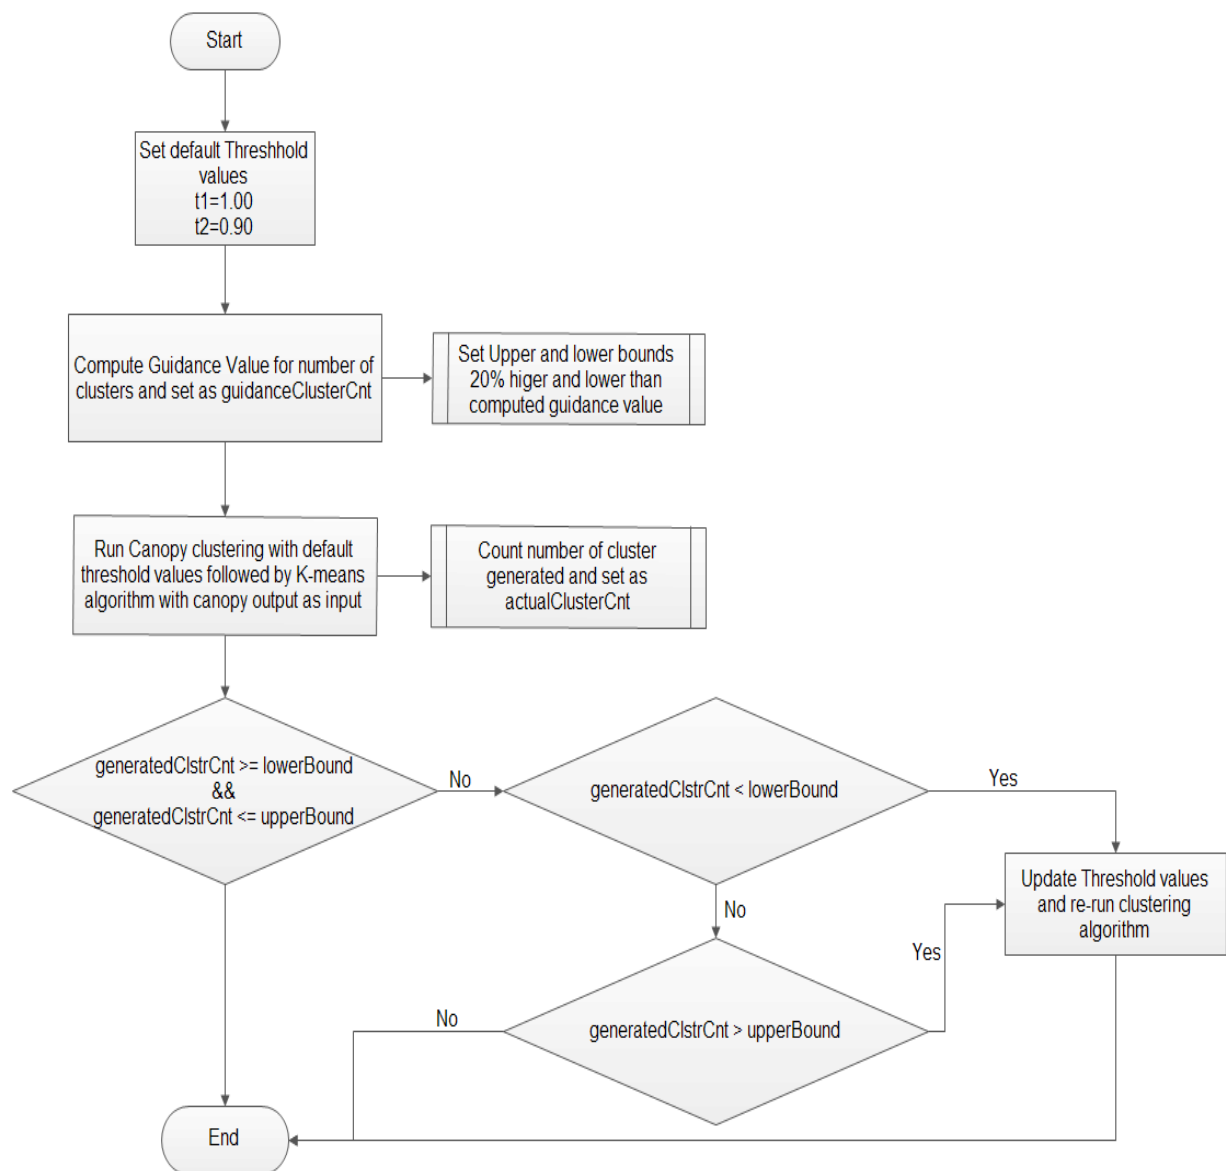 Start
Set default Threshhold
values
t1=1.00
t2=0.90
Compute Guidance Value for number of
clusters and set as guidanceClusterCnt
Set Upper and lower bounds
20% higer and lower than
computed guidance value
Run Canopy clustering with default
threshold values followed by K-means
algorithm with canopy output as input
Count number of cluster
generated and set as
actualClusterCnt
generatedClstrCnt >= lowerBound
&&
generatedClstrCnt <= upperBound
No
generatedClstrCnt < lowerBound
Yes
Update Threshold values
and re-run clustering
algorithm
No
Yes
generatedClstrCnt > upperBound
No
End